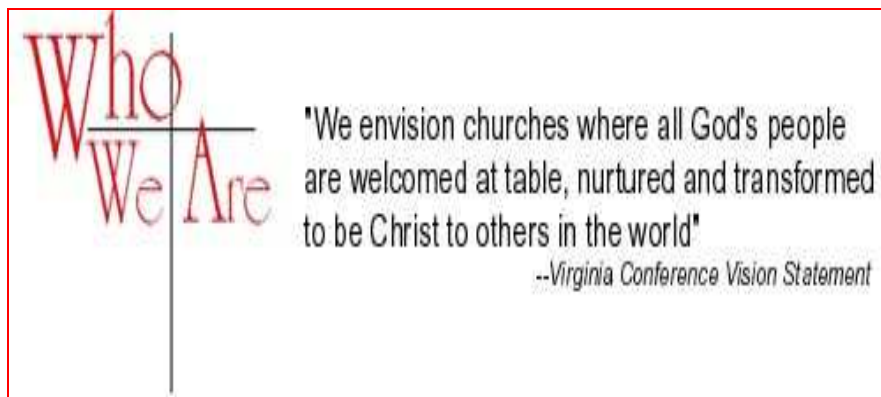 Who
We Are
"We envision churches where all God's people
are welcomed at table, nurtured and transformed
to be Christ to others in the world"
--Virginia Conference Vision Statement